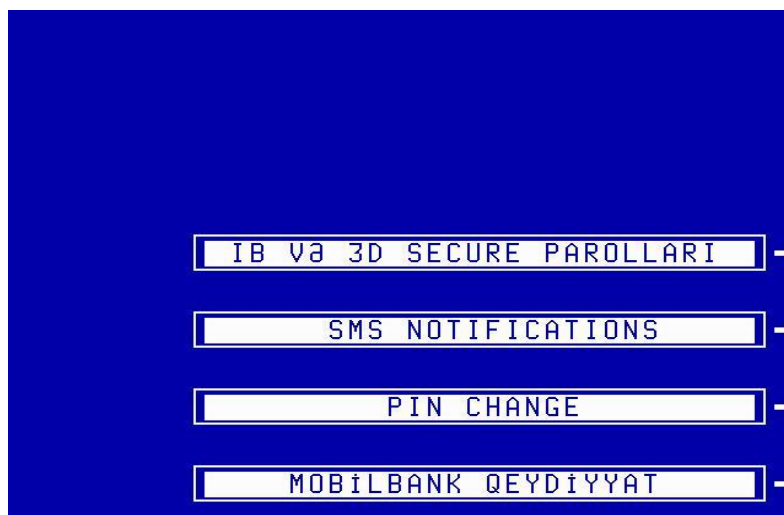 IB Və 3D SECURE PAROLLARI
SMS NOTIFICATIONS
PIN CHANGE
MOBİLBANK QEYDİYYAT